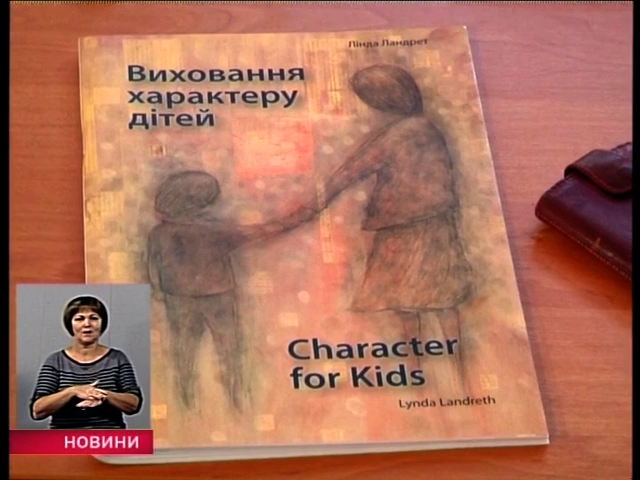 Лінда Ландрет
Виховання
характеру
дітей
Character
for Kids
Lynda Landreth
НОВИНИ